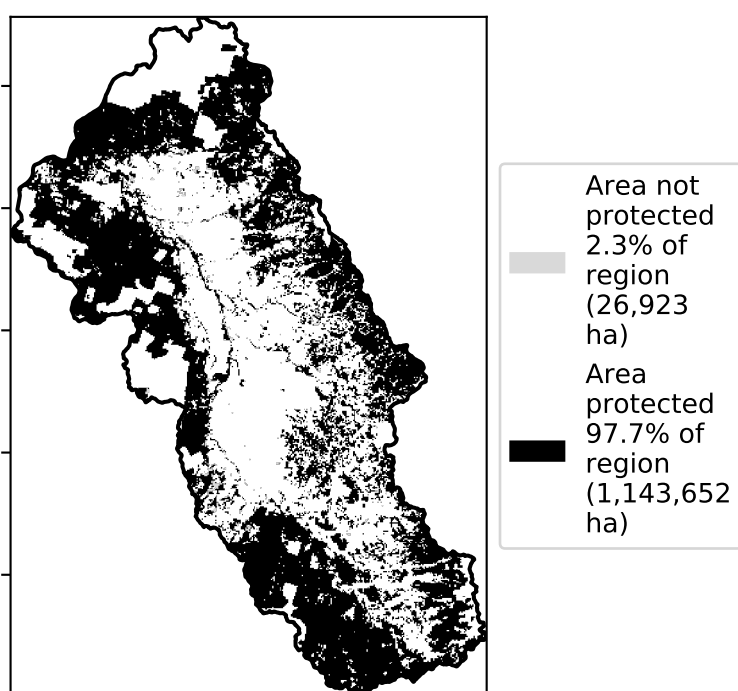 Area not
protected
2.3% of
region
(26,923
ha)
Area
protected
97.7% of
region
(1,143,652
ha)